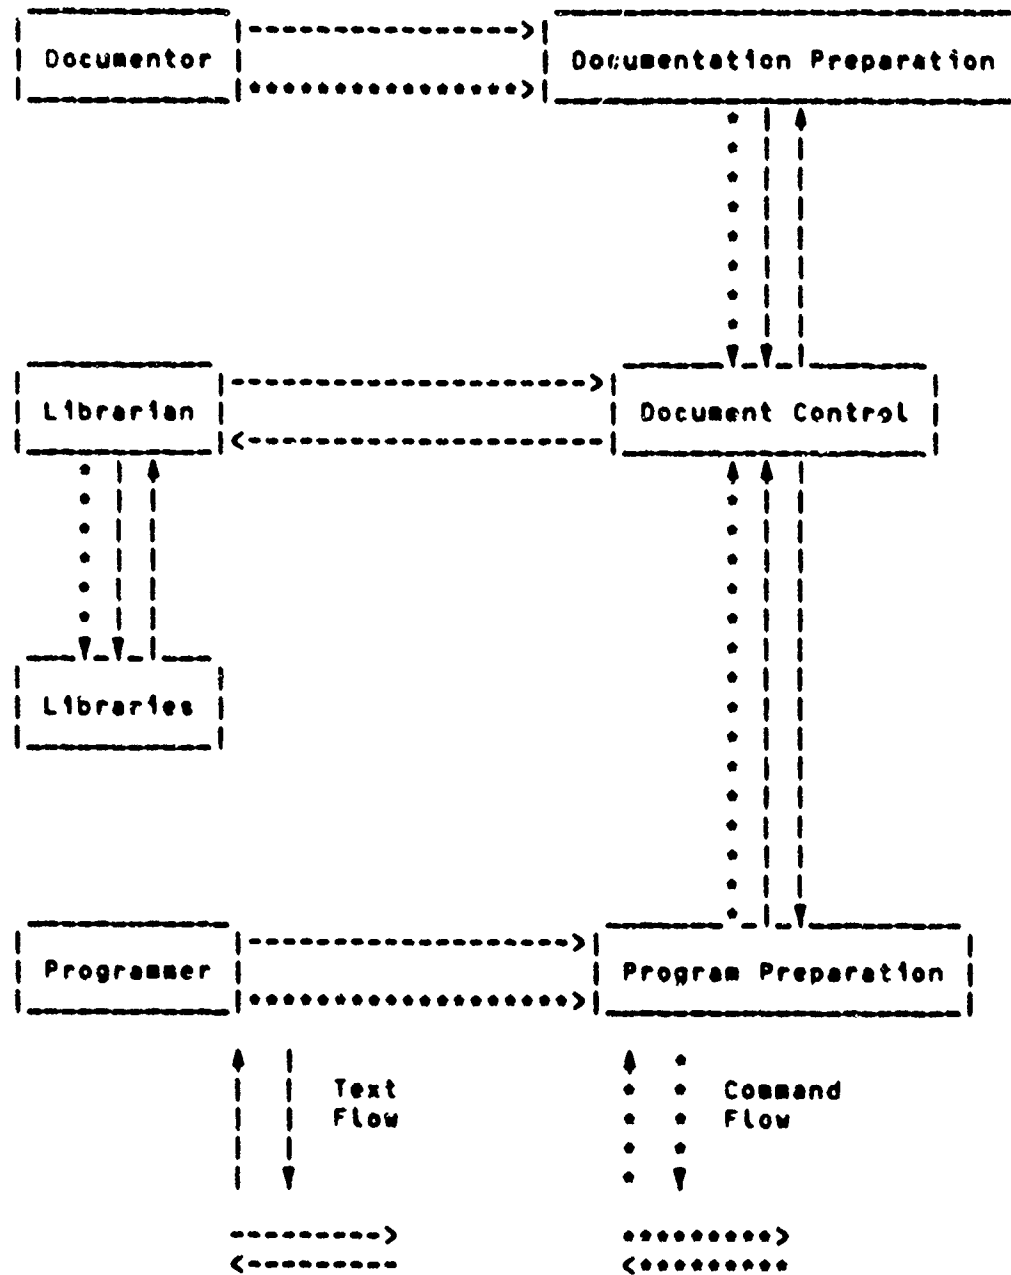 Documentor
Documentation Preparation
Librarian
Document Control
Libraries
Programmer
Program Preparation
Text
Flow
Command
Flow